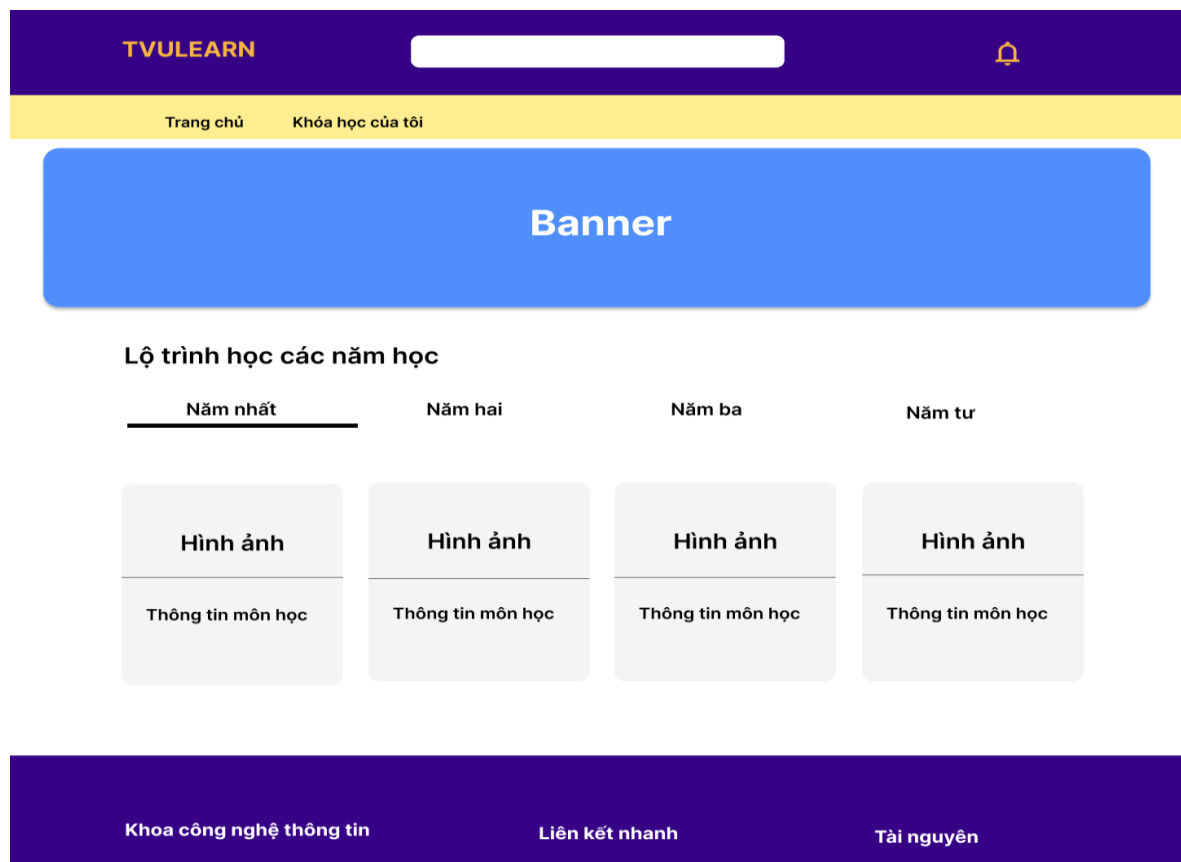 TVULEARN
Trang chủ Khóa học của tôi
Banner
Lộ trình học các năm học
Năm nhất Năm hai Năm ba Năm tư
Hình ảnh Hình ảnh Hình ảnh Hình ảnh
Thông tin môn học Thông tin môn học Thông tin môn học Thông tin môn học
Khoa công nghệ thông tin Liên kết nhanh Tài nguyên